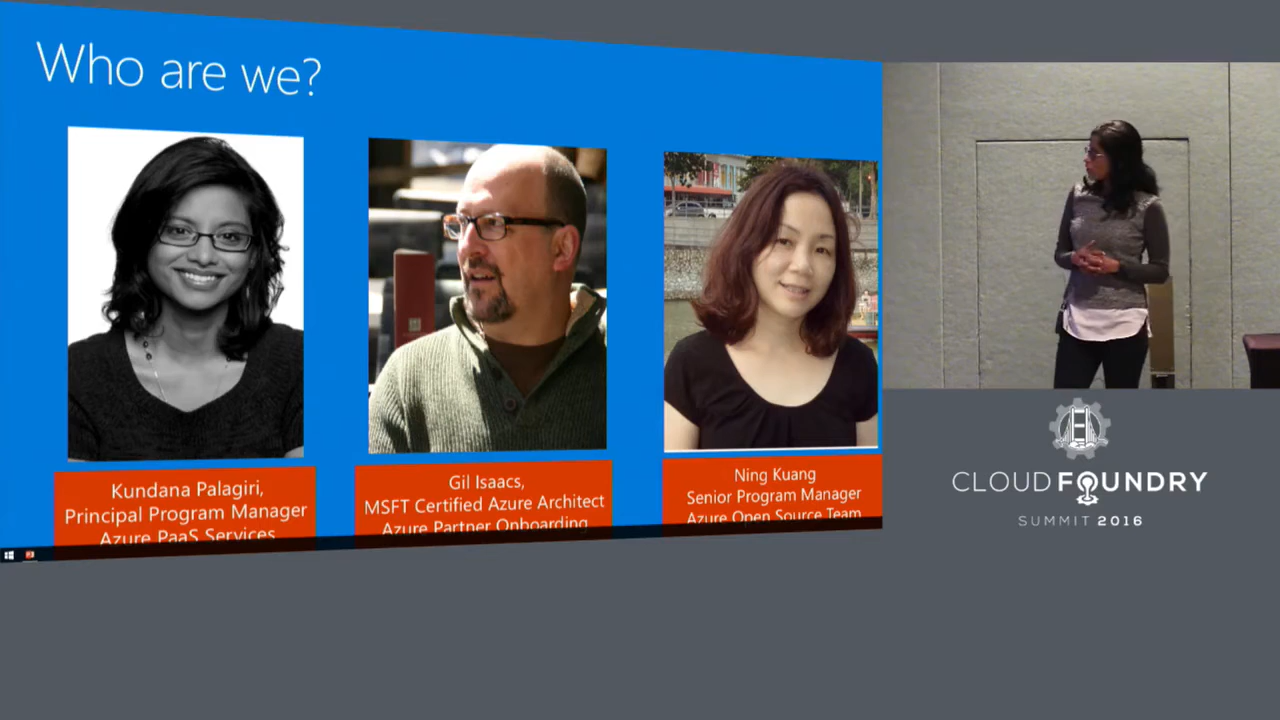 Who are we?
Kundana Palagiri,
Principal Program Manager
Azure PaaS Services
Gil Isaacs,
MSFT Certified Azure Architect
Azure Partner Onboarding
Ning Kuang
Senior Program Manager
Azure Open Source Team
CLOUD FOUNDRY
SUMMIT 2016